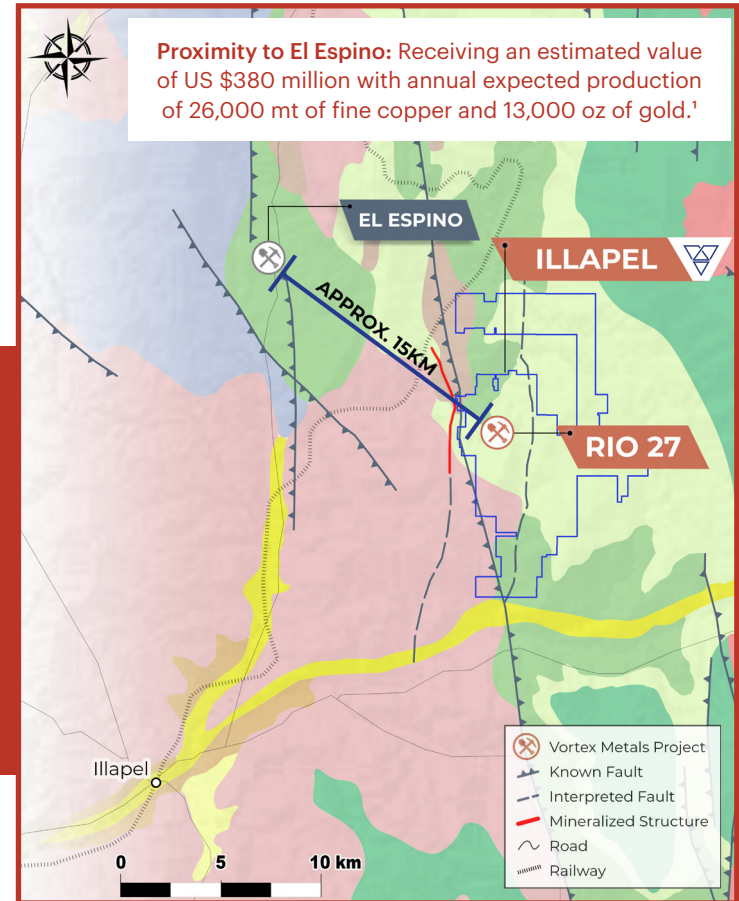 Proximity to El Espino: Receiving an estimated value
of US $380 million with annual expected production
of 26,000 mt of fine copper and 13,000 oz of gold.¹
EL ESPINO
ILLAPEL
APPROX. 15KM
RIO 27
Illapel
0 5 10 km
Vortex Metals Project
Known Fault
Interpreted Fault
Mineralized Structure
Road
Railway